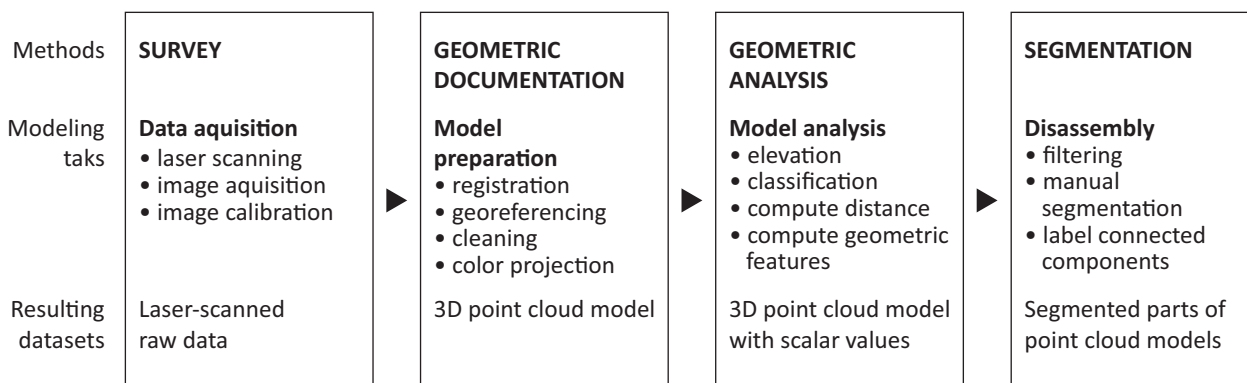 Methods
SURVEY
GEOMETRIC
DOCUMENTATION
GEOMETRIC
ANALYSIS
SEGMENTATION
Modeling
taks
Data aquisition
• laser scanning
• image aquisition
• image calibration
Model
preparation
• registration
• georeferencing
• cleaning
• color projection
Model analysis
• elevation
• classification
• compute distance
• compute geometric
features
Disassembly
• filtering
• manual
segmentation
• label connected
components
Resulting
datasets
Laser-scanned
raw data
3D point cloud model
3D point cloud model
with scalar values
Segmented parts of
point cloud models